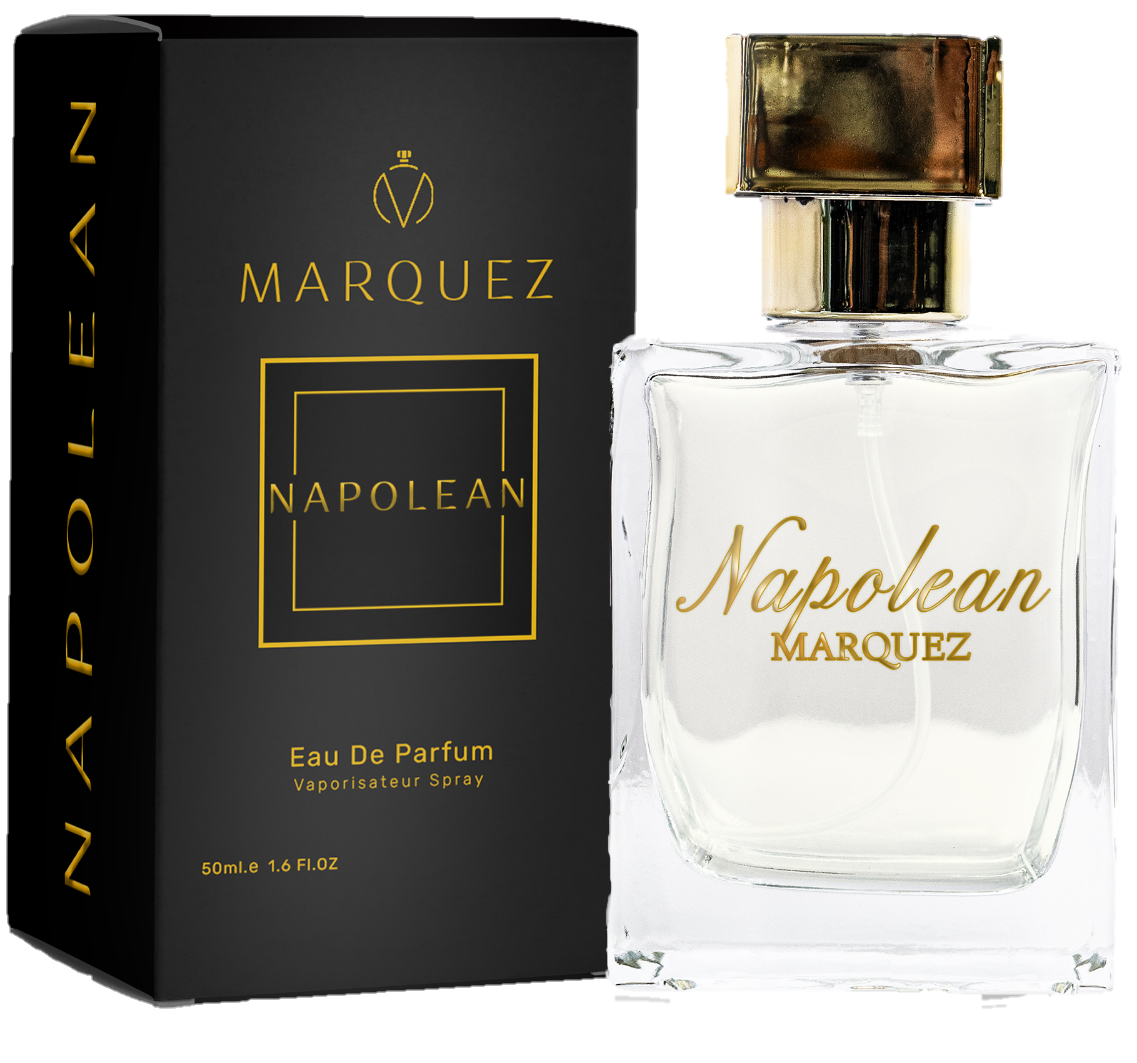 NAPOLEAN
MARQUEZ
NAPOLEAN
Eau De Parfum
Vaporisateur Spray
50ml.e 1.6 Fl.OZ
Napolean
MARQUEZ